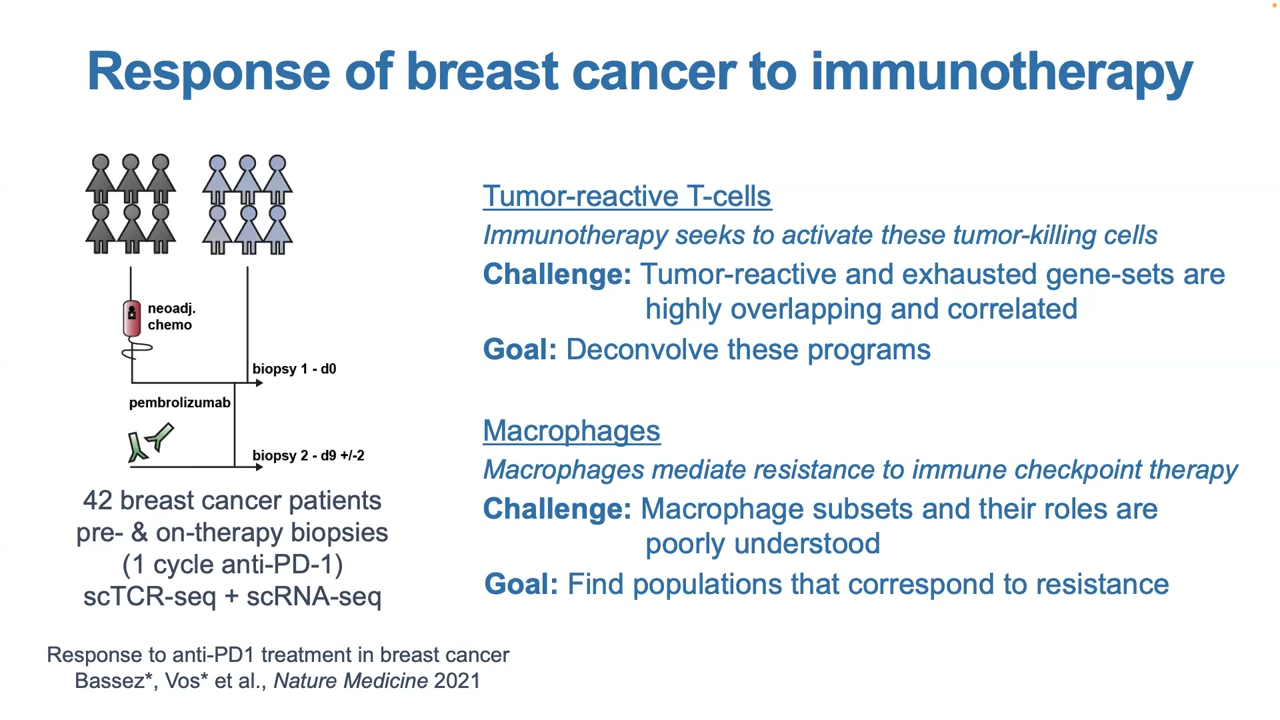 Response of breast cancer to immunotherapy
neoadj.
chemo
biopsy 1 - d0
pembrolizumab
biopsy 2 - d9 +/-2
42 breast cancer patients
pre- & on-therapy biopsies
(1 cycle anti-PD-1)
scTCR-seq + scRNA-seq
Response to anti-PD1 treatment in breast cancer
Bassez*, Vos* et al., Nature Medicine 2021
Tumor-reactive T-cells
Immunotherapy seeks to activate these tumor-killing cells
Challenge: Tumor-reactive and exhausted gene-sets are
highly overlapping and correlated
Goal: Deconvolve these programs
Macrophages
Macrophages mediate resistance to immune checkpoint therapy
Challenge: Macrophage subsets and their roles are
poorly understood
Goal: Find populations that correspond to resistance